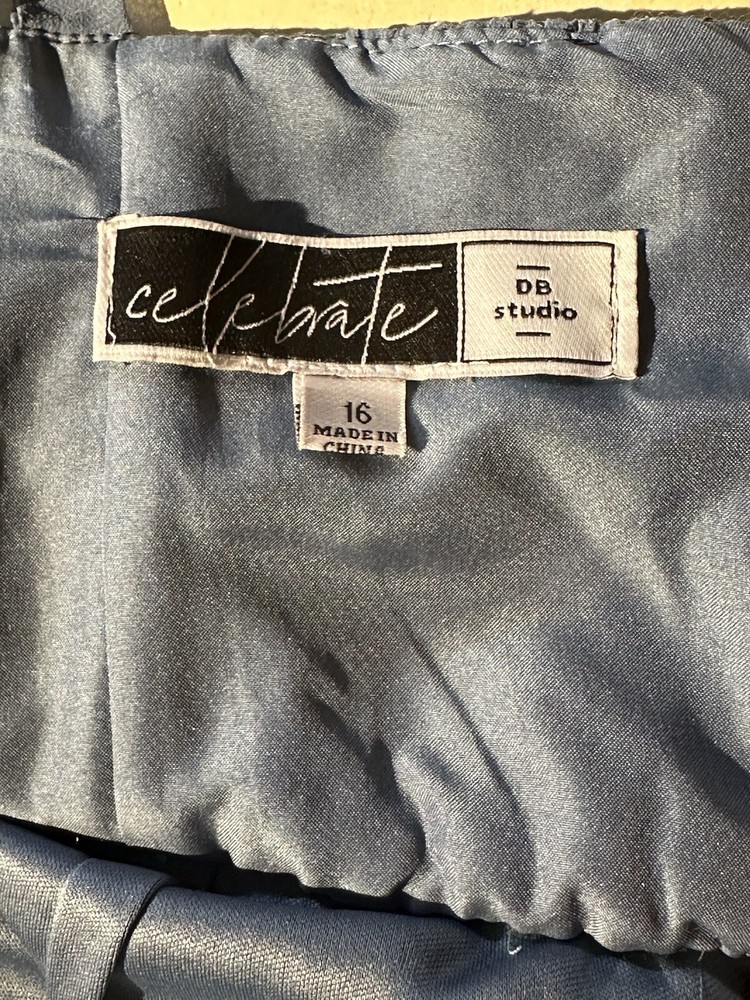 celebrate
DB
studio
16
MADE IN
CHINA